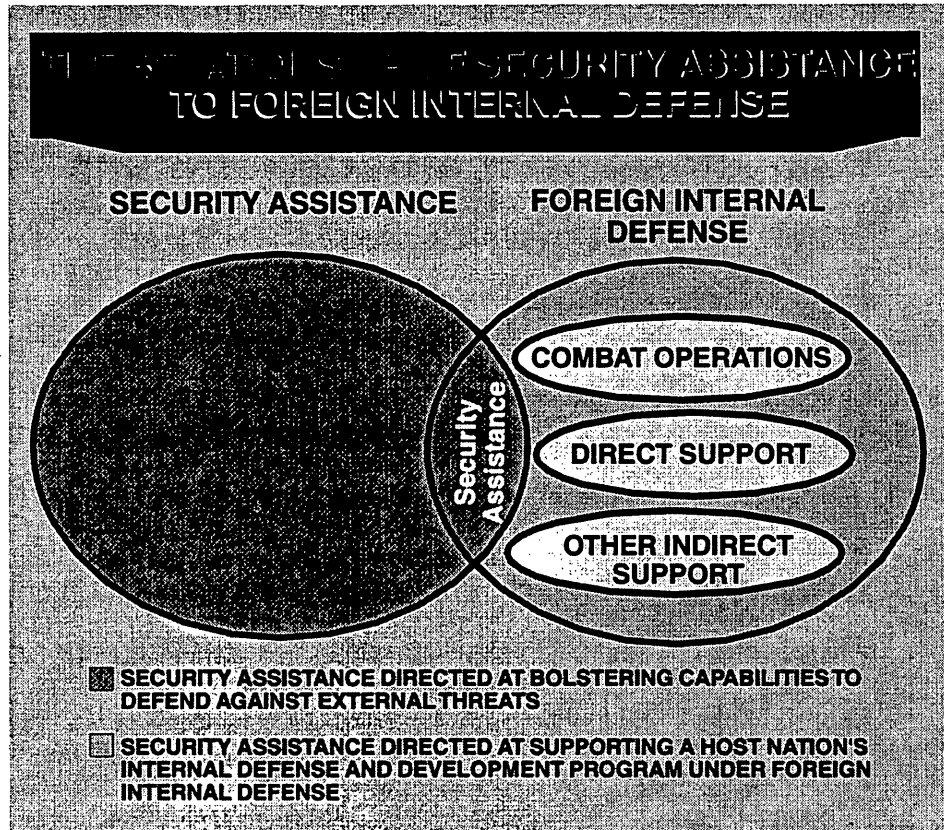 SECURITY ASSISTANCE
TO FOREIGN INTERNAL DEFENSE
SECURITY ASSISTANCE
FOREIGN INTERNAL
DEFENSE
Security
Assistance
COMBAT OPERATIONS
DIRECT SUPPORT
OTHER INDIRECT
SUPPORT
SECURITY ASSISTANCE DIRECTED AT BOLSTERING CAPABILITIES TO
DEFEND AGAINST EXTERNAL THREATS
SECURITY ASSISTANCE DIRECTED AT SUPPORTING A HOST NATION'S
INTERNAL DEFENSE AND DEVELOPMENT PROGRAM UNDER FOREIGN
INTERNAL DEFENSE